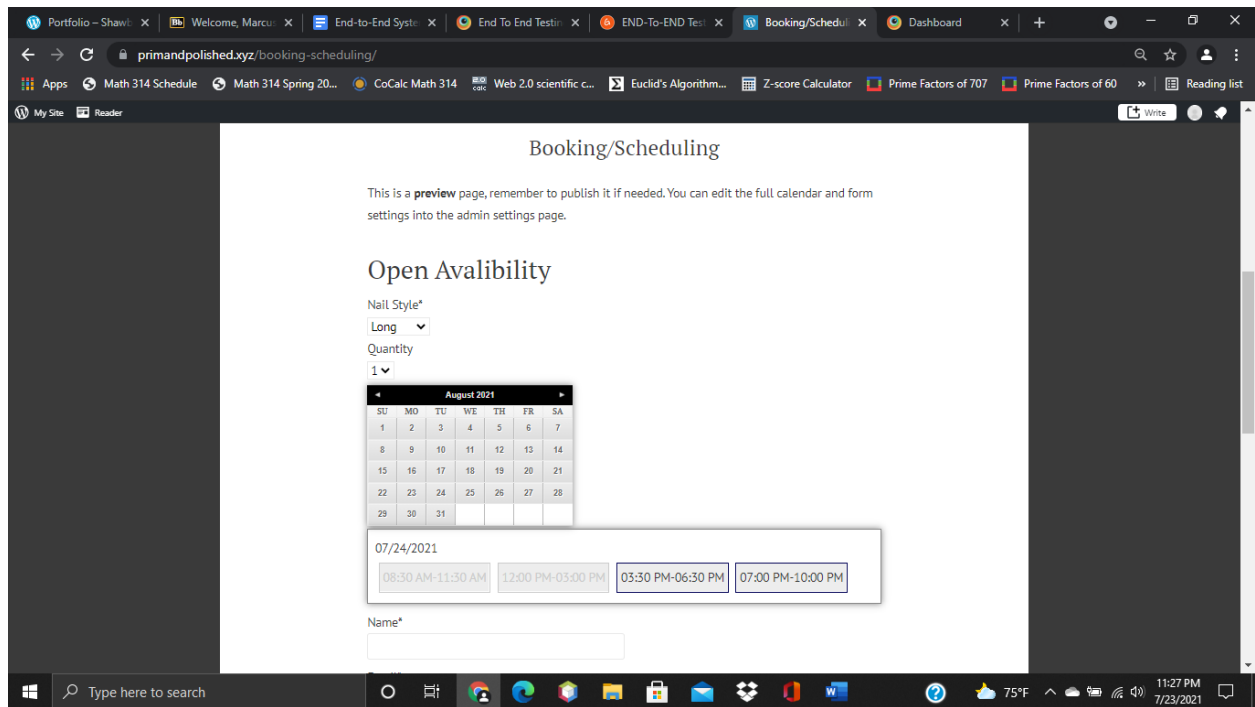 Portfolio – Shawb
Welcome, Marcus
End-to-End Syste
End To End Testin
END-To-END Test
Booking/Scheduli
Dashboard
primandpolished.xyz/booking-scheduling/
Apps
Math 314 Schedule
Math 314 Spring 20...
CoCalc Math 314
Web 2.0 scientific c...
Euclid's Algorithm...
Z-score Calculator
Prime Factors of 707
Prime Factors of 60
»
Reading list
My Site
Reader
Write
Booking/Scheduling
This is a preview page, remember to publish it if needed. You can edit the full calendar and form
settings into the admin settings page.
Open Avalibility
Nail Style*
Long
Quantity
1
August 2021
SU MO TU WE TH FR SA
1 2 3 4 5 6 7
8 9 10 11 12 13 14
15 16 17 18 19 20 21
22 23 24 25 26 27 28
29 30 31
07/24/2021
08:30 AM-11:30 AM 12:00 PM-03:00 PM 03:30 PM-06:30 PM 07:00 PM-10:00 PM
Name*
Type here to search
75°F
11:27 PM
7/23/2021